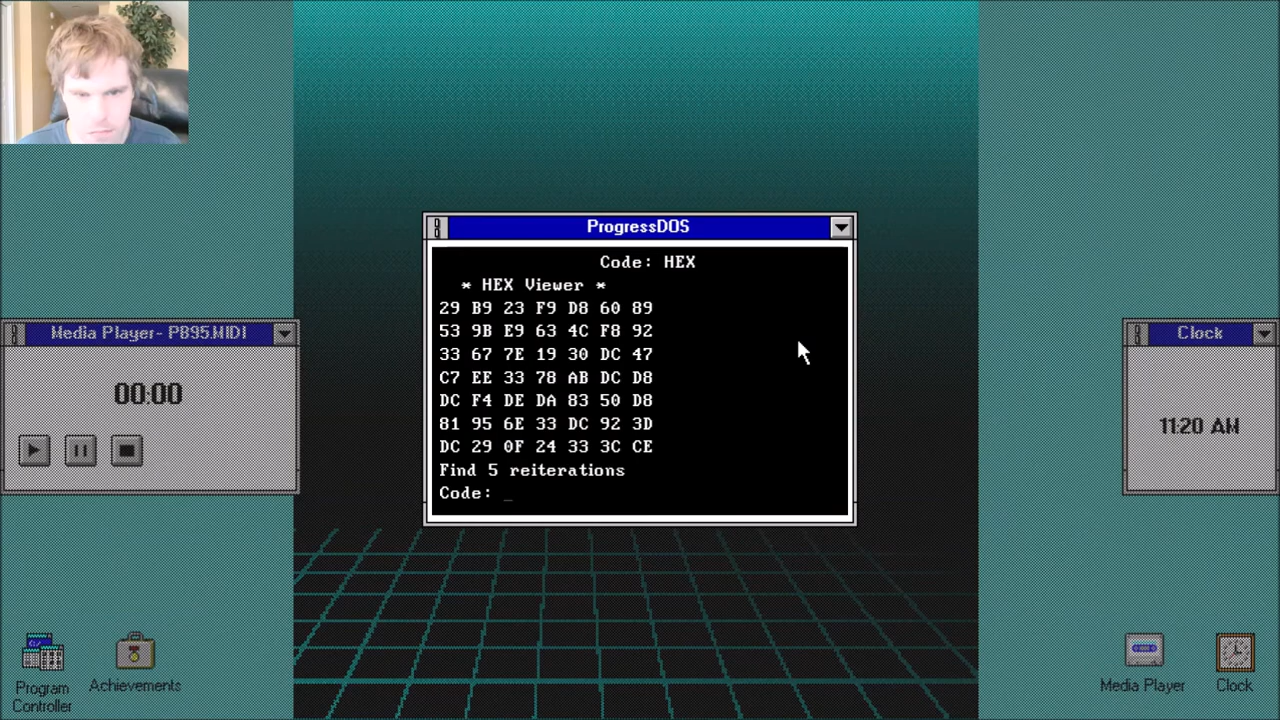 ProgressDOS
Code: HEX
* HEX Viewer *
29 B9 23 F9 D8 60 89
53 9B E9 63 4C F8 92
33 67 7E 19 30 DC 47
C7 EE 33 78 AB DC D8
DC F4 DE DA 83 50 D8
81 95 6E 33 DC 92 3D
DC 29 0F 24 33 3C CE
Find 5 reiterations
Code: _
Media Player- PB95.MIDI
00:00
Clock
11:20 AM
Program
Controller
Achievements
Media Player
Clock